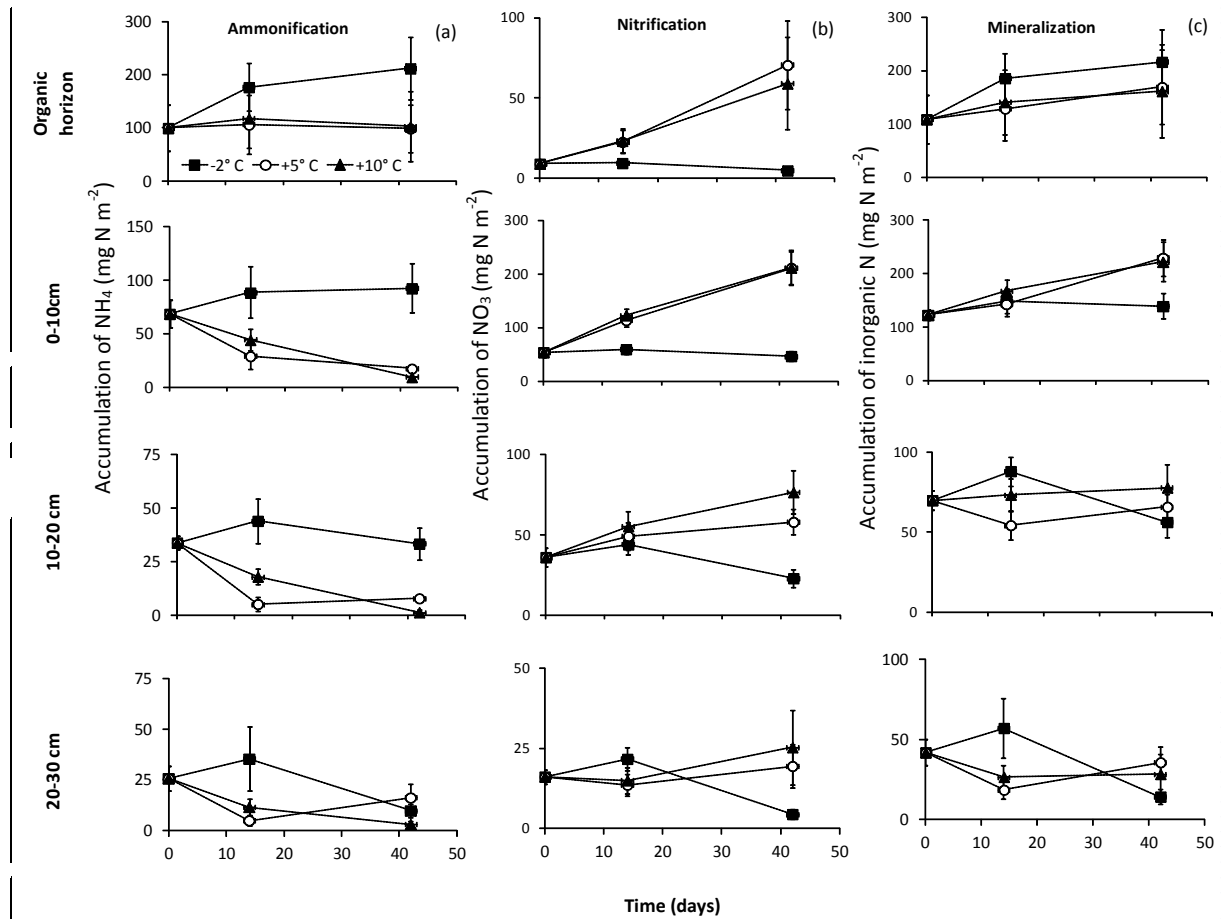 Ammonification (a)
Nitrification (b)
Mineralization (c)
Organic horizon
0-10cm
10-20 cm
20-30 cm
Accumulation of NH₄ (mg N m⁻²)
Accumulation of NO₃ (mg N m⁻²)
Accumulation of inorganic N (mg N m⁻²)
-2° C +5° C +10° C
300
200
100
0
100
50
0
300
200
100
0
150
100
50
0
300
200
100
0
300
200
100
0
75
50
25
0
100
50
0
100
50
0
75
50
25
0
50
25
0
100
50
0
0 10 20 30 40 50
0 10 20 30 40 50
0 10 20 30 40 50
Time (days)